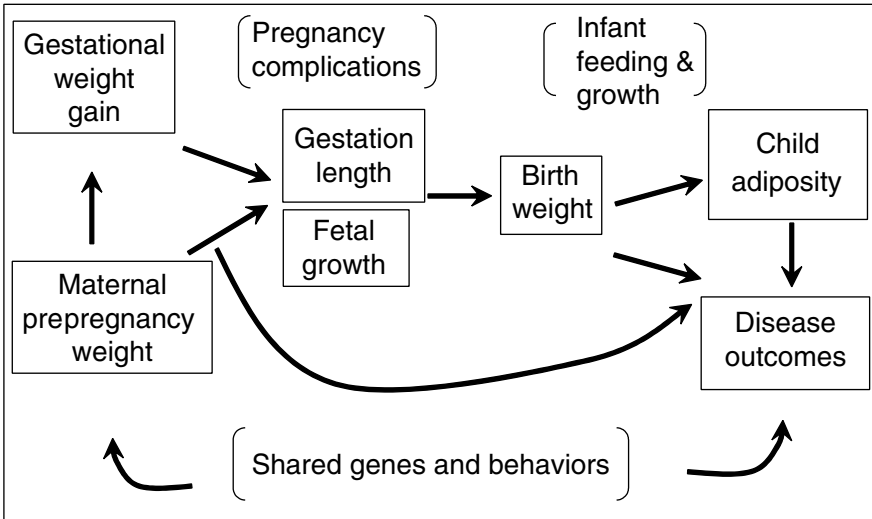 Gestational
weight
gain
Pregnancy
complications
Infant
feeding &
growth
Gestation
length
Fetal
growth
Birth
weight
Child
adiposity
Maternal
prepregnancy
weight
Disease
outcomes
Shared genes and behaviors